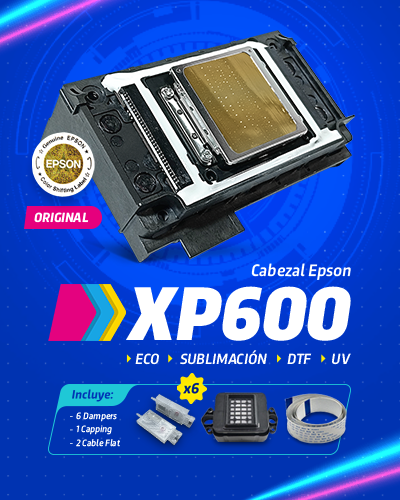 Genuine EPSON
EPSON
Color Shifting Label
ORIGINAL
Cabezal Epson
XP600
ECO
SUBLIMACIÓN
DTF
UV
Incluye:
x6
- 6 Dampers
- 1 Capping
- 2 Cable Flat